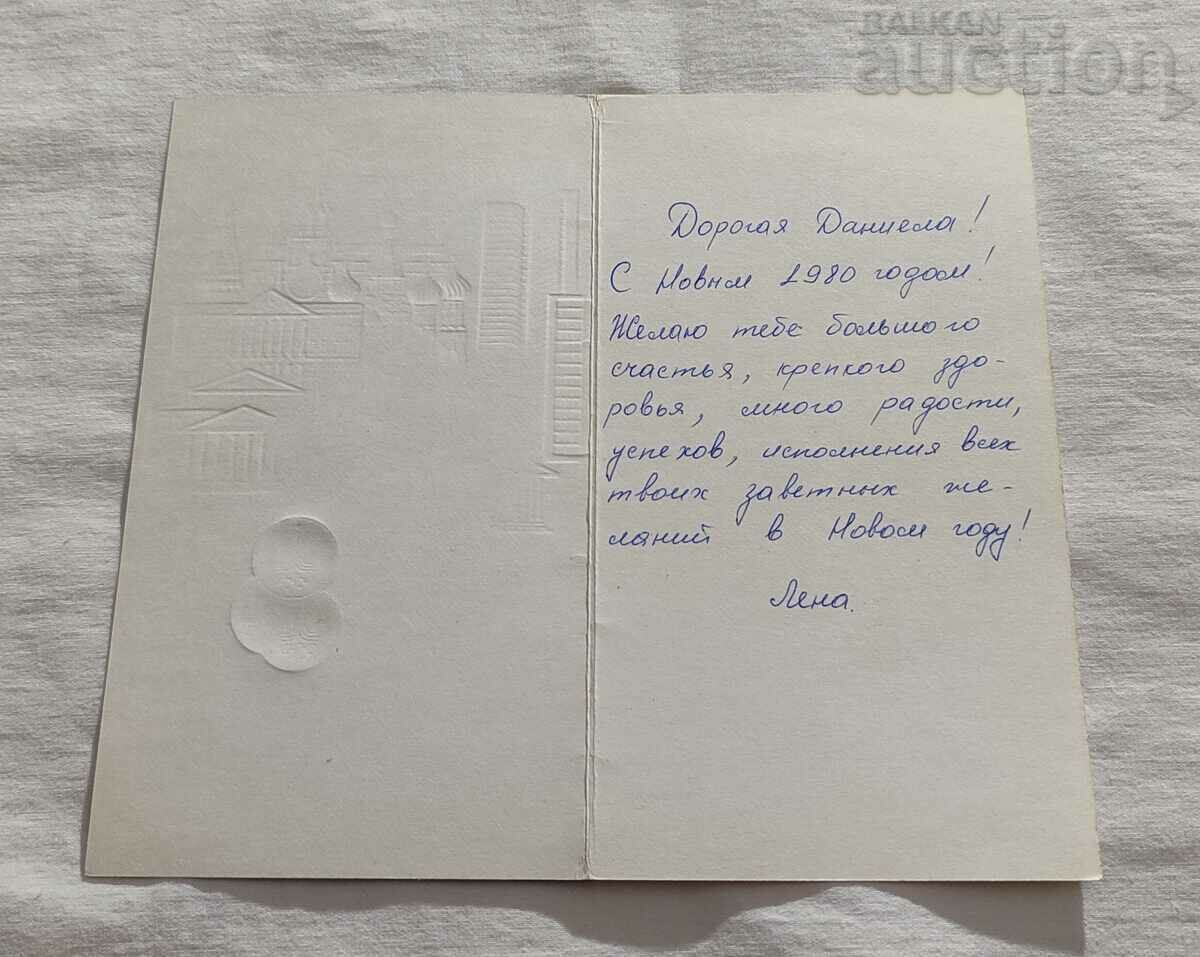 BALKAN
auction
Дорогая Даниела!
С Новым 1980 годом!
Желаю тебе большого
счастья, крепкого здо-
ровья, много радости,
успехов, исполнения всех
твоих заветных же-
ланий в Новом году!
Лена.